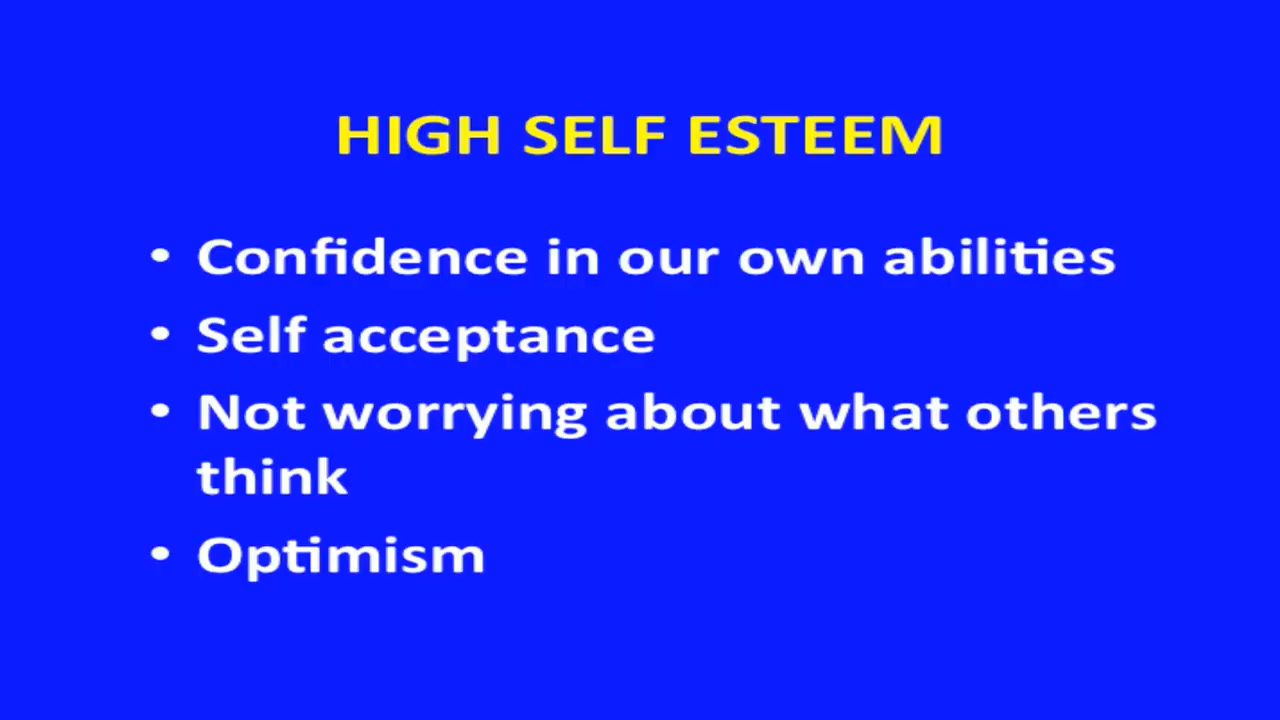 HIGH SELF ESTEEM
• Confidence in our own abilities
• Self acceptance
• Not worrying about what others
think
• Optimism